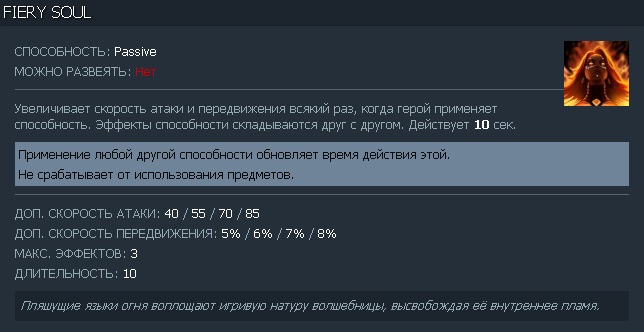 FIERY SOUL
СПОСОБНОСТЬ: Passive
МОЖНО РАЗВЕЯТЬ: Нет
Увеличивает скорость атаки и передвижения всякий раз, когда герой применяет
способность. Эффекты способности складываются друг с другом. Действует 10 сек.
Применение любой другой способности обновляет время действия этой.
Не срабатывает от использования предметов.
ДОП. СКОРОСТЬ АТАКИ: 40 / 55 / 70 / 85
ДОП. СКОРОСТЬ ПЕРЕДВИЖЕНИЯ: 5% / 6% / 7% / 8%
МАКС. ЭФФЕКТОВ: 3
ДЛИТЕЛЬНОСТЬ: 10
Пляшущие языки огня воплощают игривую натуру волшебницы, высвобождая её внутреннее пламя.